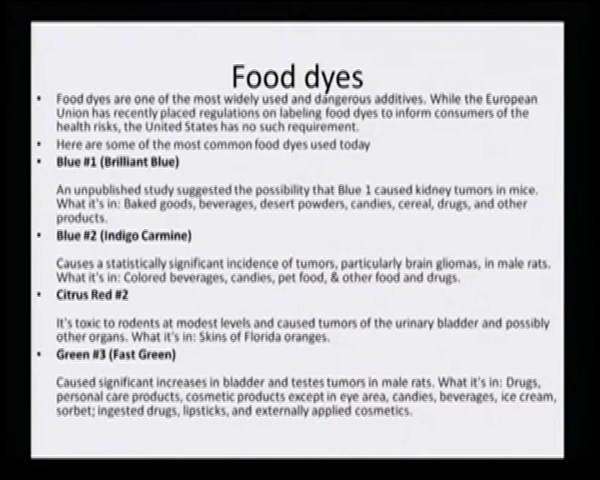 Food dyes
• Food dyes are one of the most widely used and dangerous additives. While the European
Union has recently placed regulations on labeling food dyes to inform consumers of the
health risks, the United States has no such requirement.
• Here are some of the most common food dyes used today
• Blue #1 (Brilliant Blue)
An unpublished study suggested the possibility that Blue 1 caused kidney tumors in mice.
What it's in: Baked goods, beverages, desert powders, candies, cereal, drugs, and other
products.
• Blue #2 (Indigo Carmine)
Causes a statistically significant incidence of tumors, particularly brain gliomas, in male rats.
What it's in: Colored beverages, candies, pet food, & other food and drugs.
• Citrus Red #2
It's toxic to rodents at modest levels and caused tumors of the urinary bladder and possibly
other organs. What it's in: Skins of Florida oranges.
• Green #3 (Fast Green)
Caused significant increases in bladder and testes tumors in male rats. What it's in: Drugs,
personal care products, cosmetic products except in eye area, candies, beverages, ice cream,
sorbet; ingested drugs, lipsticks, and externally applied cosmetics.